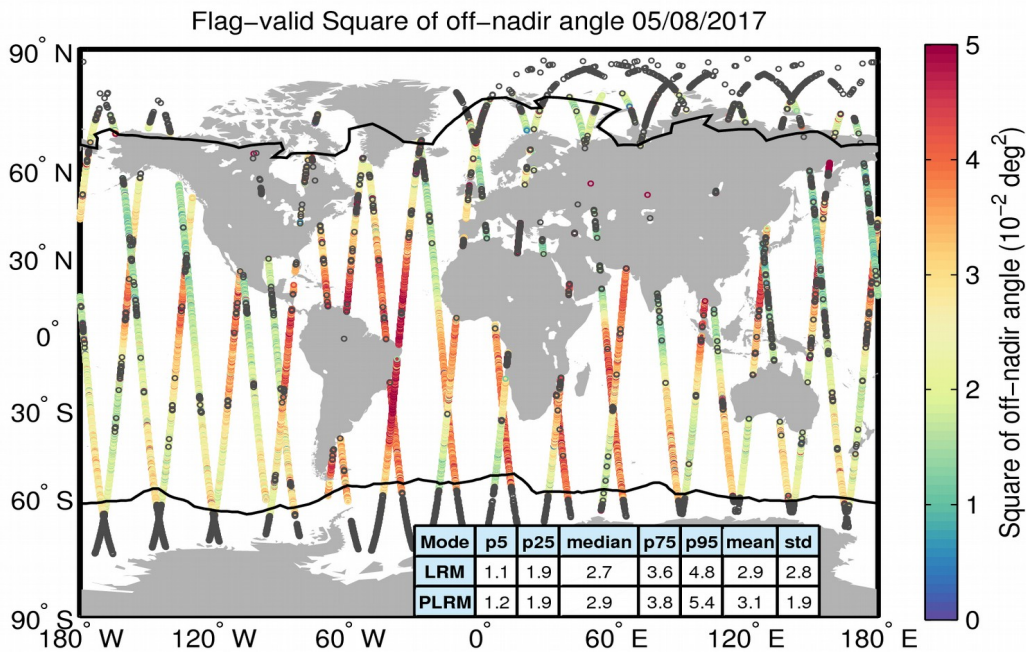 Flag−valid Square of off−nadir angle 05/08/2017
90° N
60° N
30° N
0°
30° S
60° S
90° S
180° W
120° W
60° W
0°
60° E
120° E
180° E
Mode p5 p25 median p75 p95 mean std
LRM 1.1 1.9 2.7 3.6 4.8 2.9 2.8
PLRM 1.2 1.9 2.9 3.8 5.4 3.1 1.9
5
4
3
2
1
0
Square of off−nadir angle (10⁻² deg²)